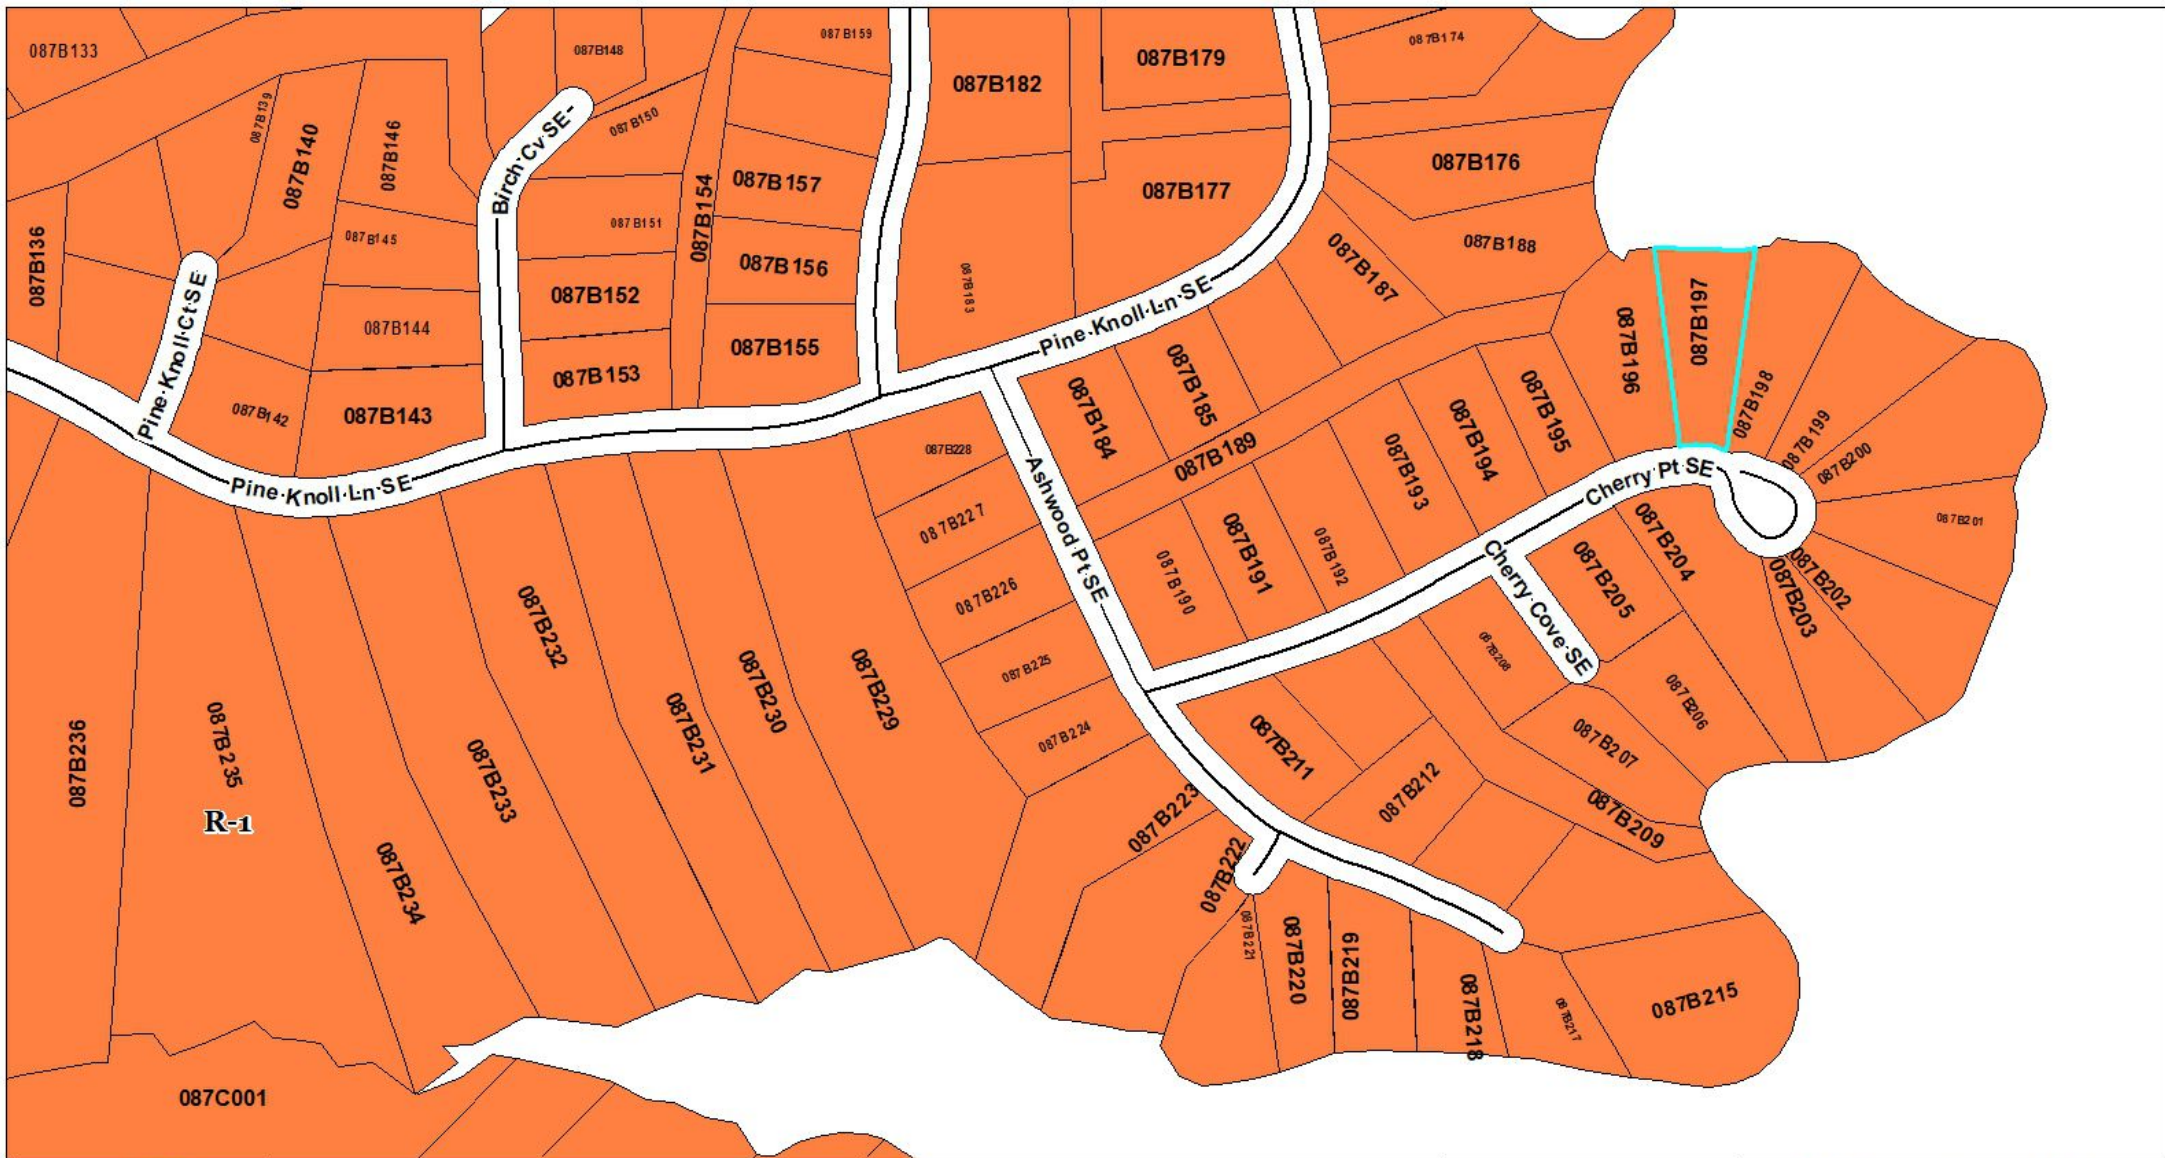 087B133
087B148
087B159
087B174
087B179
087B182
087B139
087B140
087B146
Birch Cv SE
087B150
087B154
087B157
087B176
087B177
087B136
087B145
087B151
087B156
087B183
087B187
087B188
Pine Knoll Ct SE
087B144
087B152
087B155
Pine Knoll Ln SE
087B197
087B196
087B142
087B143
087B153
087B184
087B185
087B194
087B195
087B198
087B199
087B200
087B228
087B189
087B193
Pine Knoll Ln SE
Cherry Pt SE
087B201
087B227
Ashwood Pt SE
087B191
087B192
087B190
Cherry Cove SE
087B204
087B205
087B202
087B203
087B226
087B232
087B225
087B208
087B230
087B229
087B231
087B206
087B236
087B235
087B233
087B224
087B211
087B212
087B207
R-1
087B223
087B209
087B234
087B222
087B221
087B220
087B219
087B218
087B217
087B215
087C001